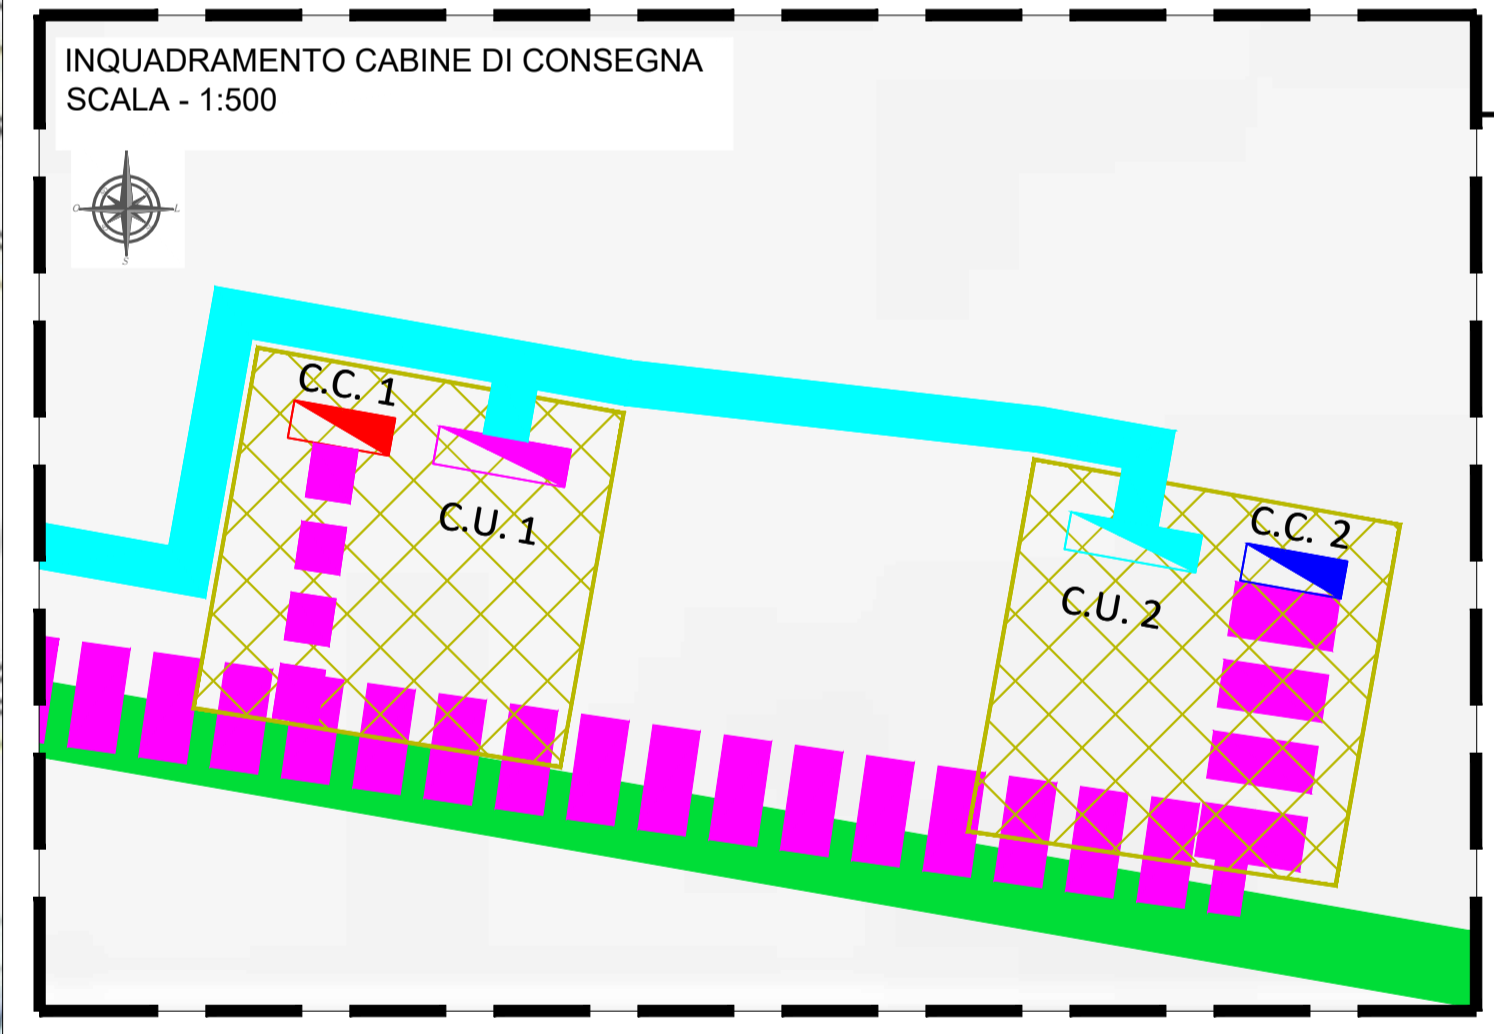 INQUADRAMENTO CABINE DI CONSEGNA
SCALA - 1:500
O L
S
C.C. 1
C.U. 1
C.C. 2
C.U. 2